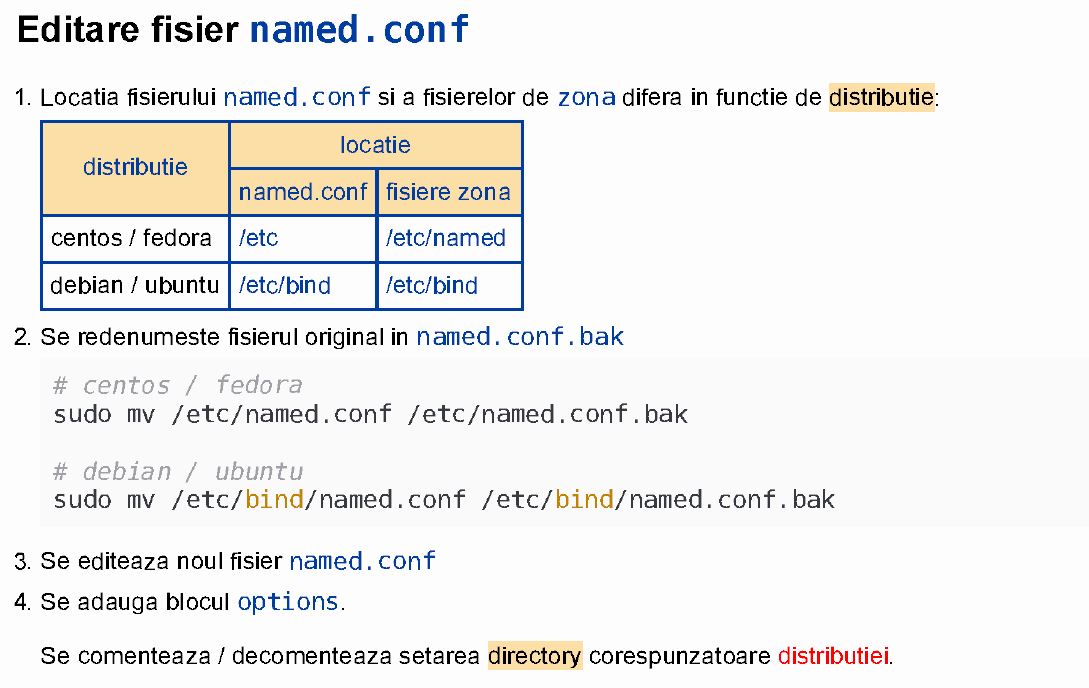 Editare fisier named.conf
1. Locatia fisierului named.conf si a fisierelor de zona difera in functie de distributie:
distributie
locatie
named.conf
fisiere zona
centos / fedora
/etc
/etc/named
debian / ubuntu
/etc/bind
/etc/bind
2. Se redenumeste fisierul original in named.conf.bak
# centos / fedora
sudo mv /etc/named.conf /etc/named.conf.bak
# debian / ubuntu
sudo mv /etc/bind/named.conf /etc/bind/named.conf.bak
3. Se editeaza noul fisier named.conf
4. Se adauga blocul options.
Se comenteaza / decomenteaza setarea directory corespunzatoare distributiei.